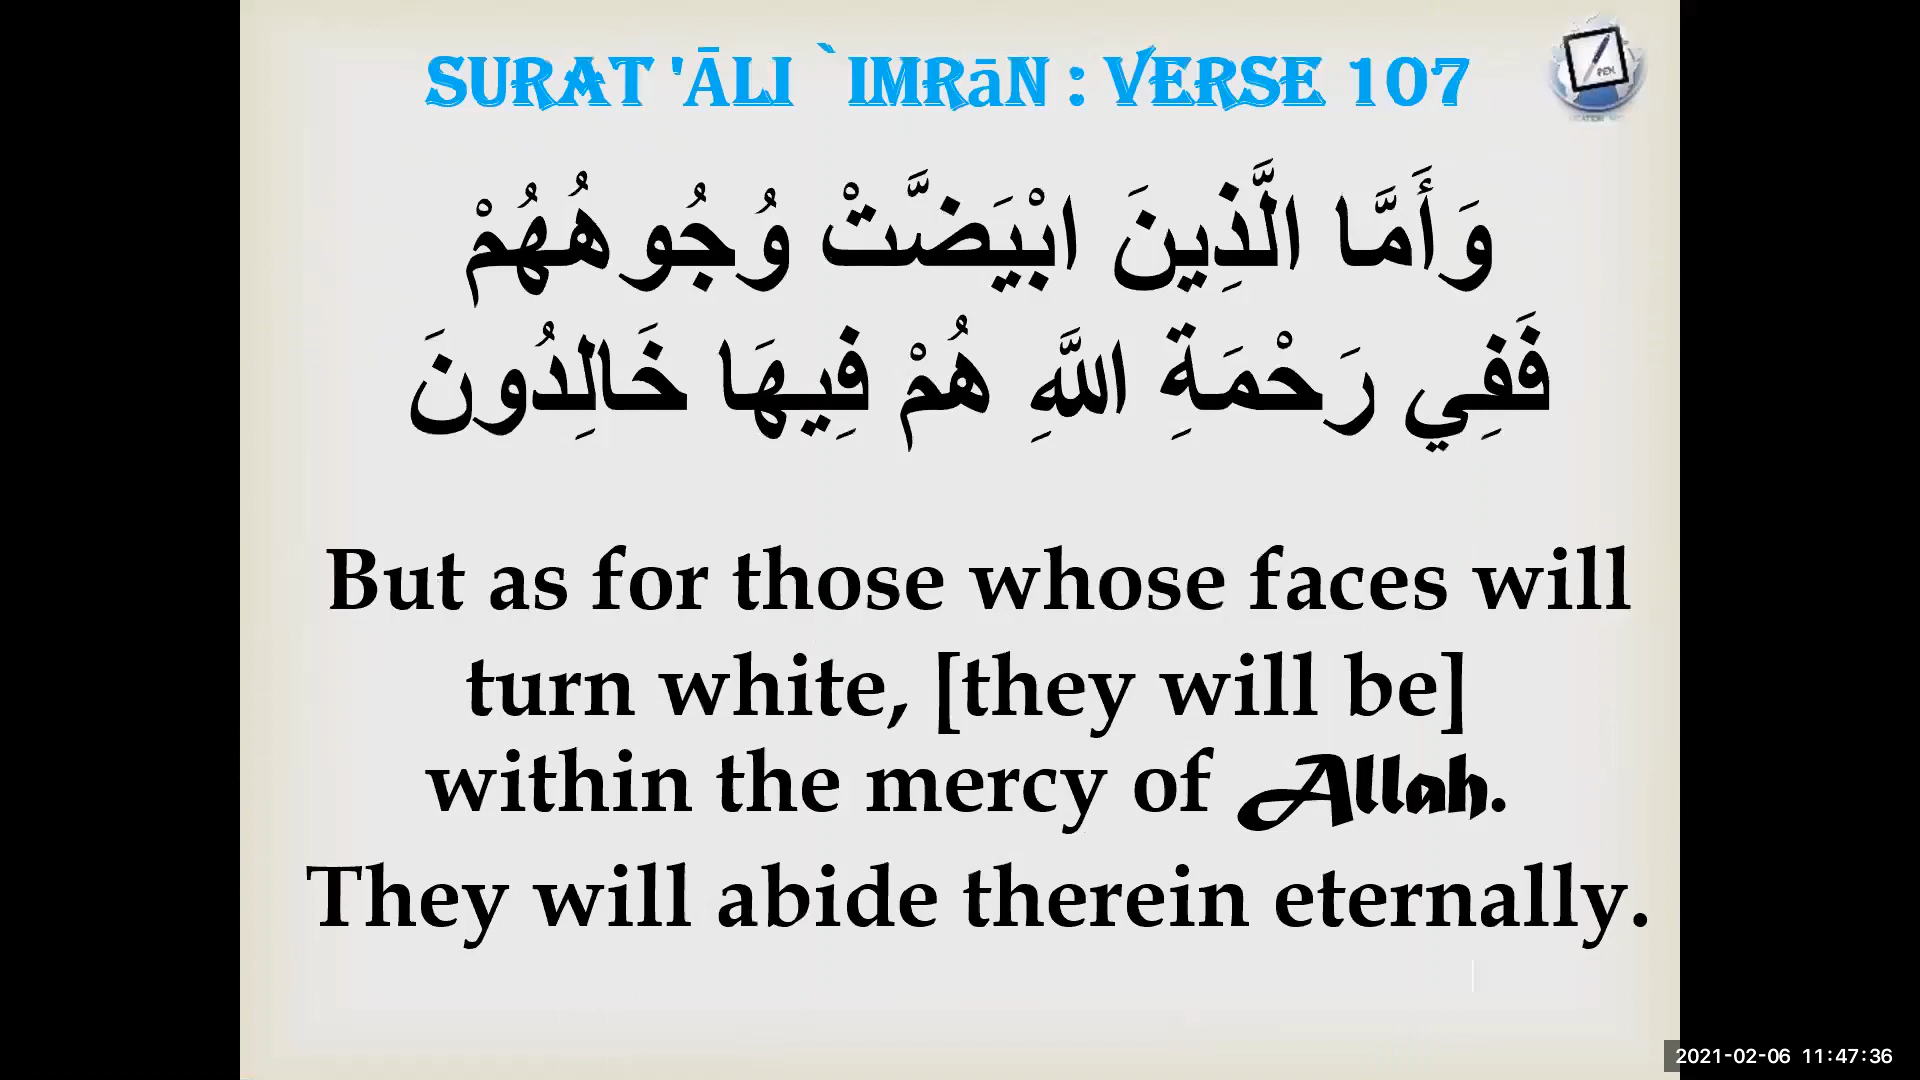 SURAT 'ĀLI `IMRāN : VERSE 107
PEN
وَأَمَّا الَّذِينَ ابْيَضَّتْ وُجُوهُهُمْ
فَفِي رَحْمَةِ اللَّهِ هُمْ فِيهَا خَالِدُونَ
But as for those whose faces will
turn white, [they will be]
within the mercy of Allah.
They will abide therein eternally.
2021-02-06 11:47:36